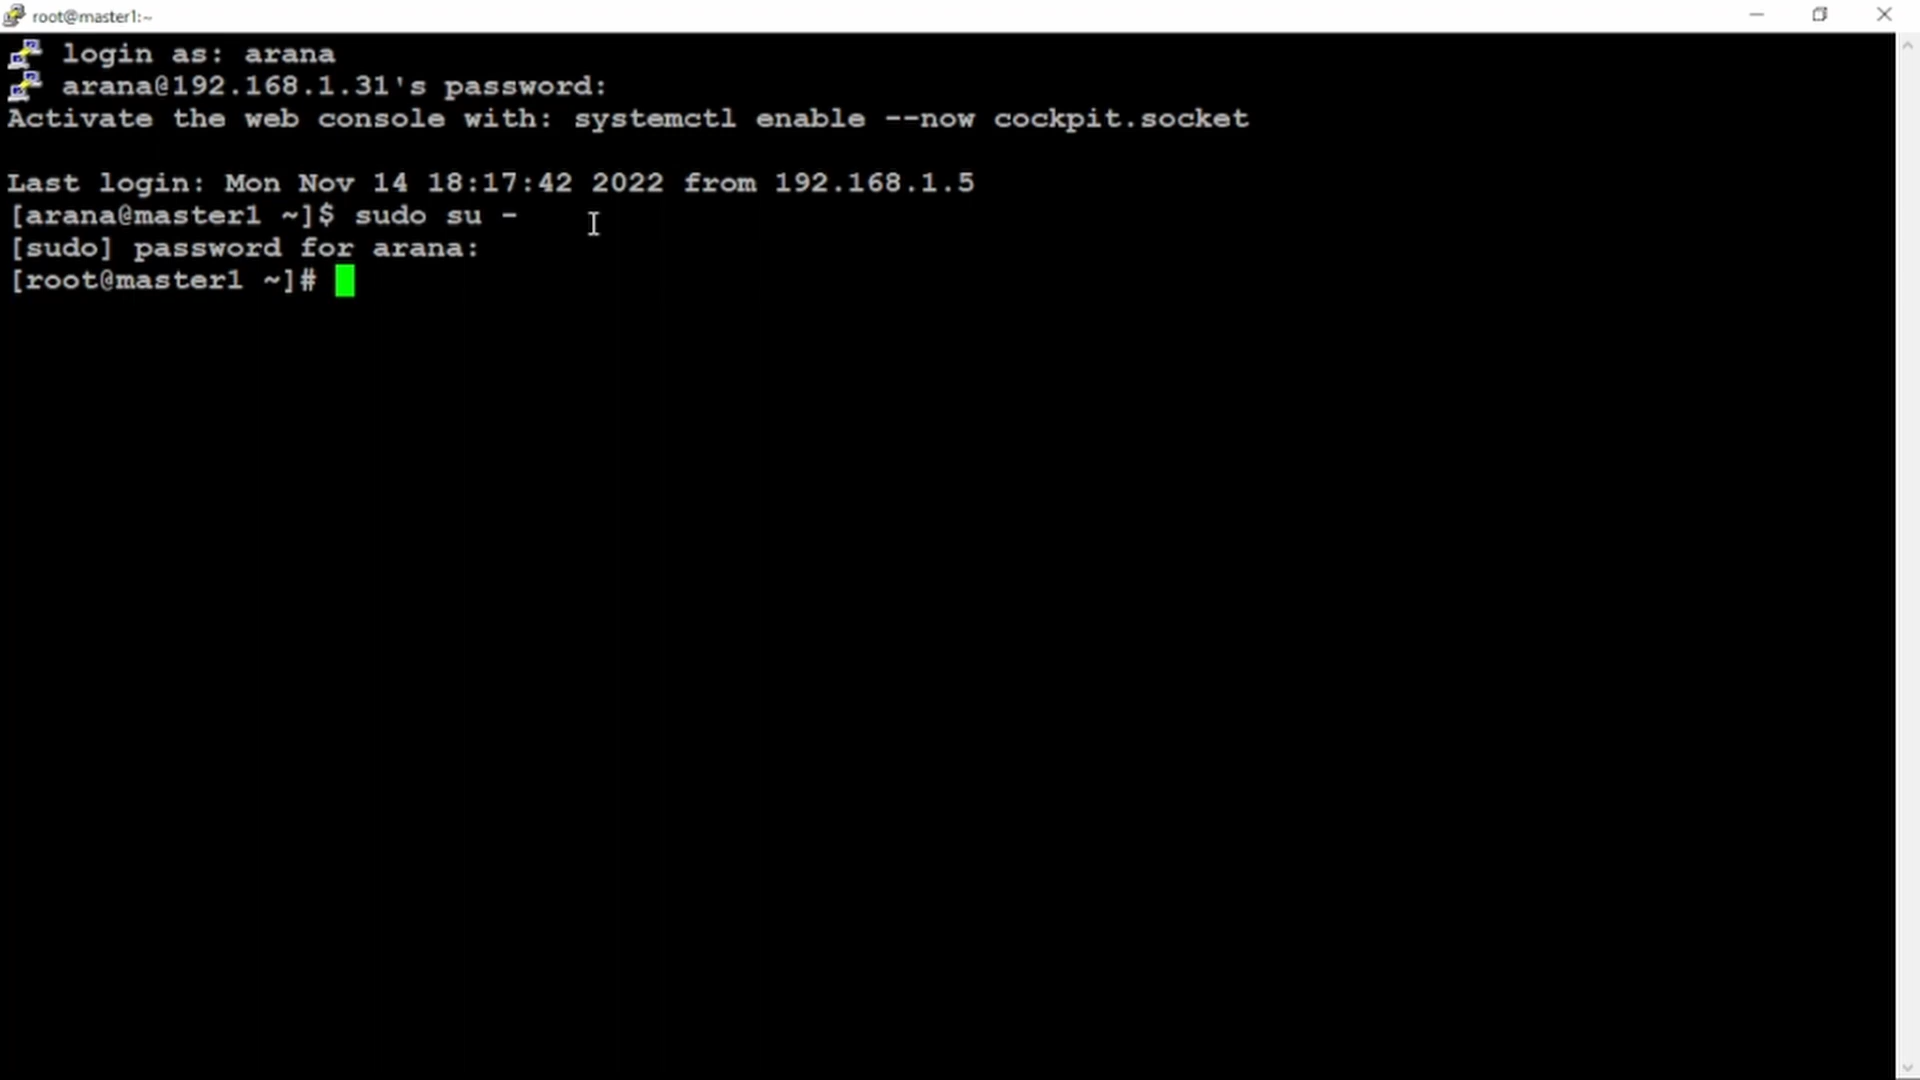 root@master1:~
login as: arana
arana@192.168.1.31's password:
Activate the web console with: systemctl enable --now cockpit.socket
Last login: Mon Nov 14 18:17:42 2022 from 192.168.1.5
[arana@master1 ~]$ sudo su -
[sudo] password for arana:
[root@master1 ~]#